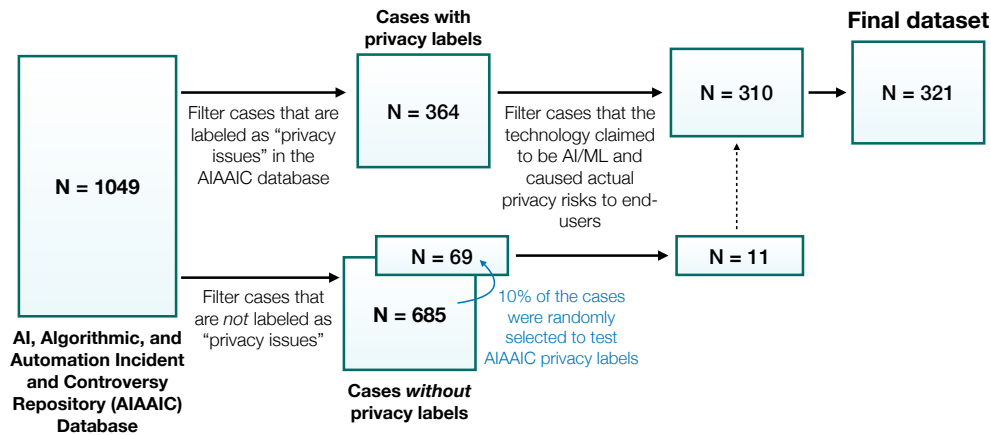 Cases with
privacy labels
Final dataset
N = 1049
N = 364
N = 310
N = 321
Filter cases that are
labeled as “privacy
issues” in the
AIAAIC database
Filter cases that the
technology claimed
to be AI/ML and
caused actual
privacy risks to end-
users
N = 69
N = 11
Filter cases that
are not labeled as
“privacy issues”
N = 685
10% of the cases
were randomly
selected to test
AIAAIC privacy labels
AI, Algorithmic, and
Automation Incident
and Controversy
Repository (AIAAIC)
Database
Cases without
privacy labels